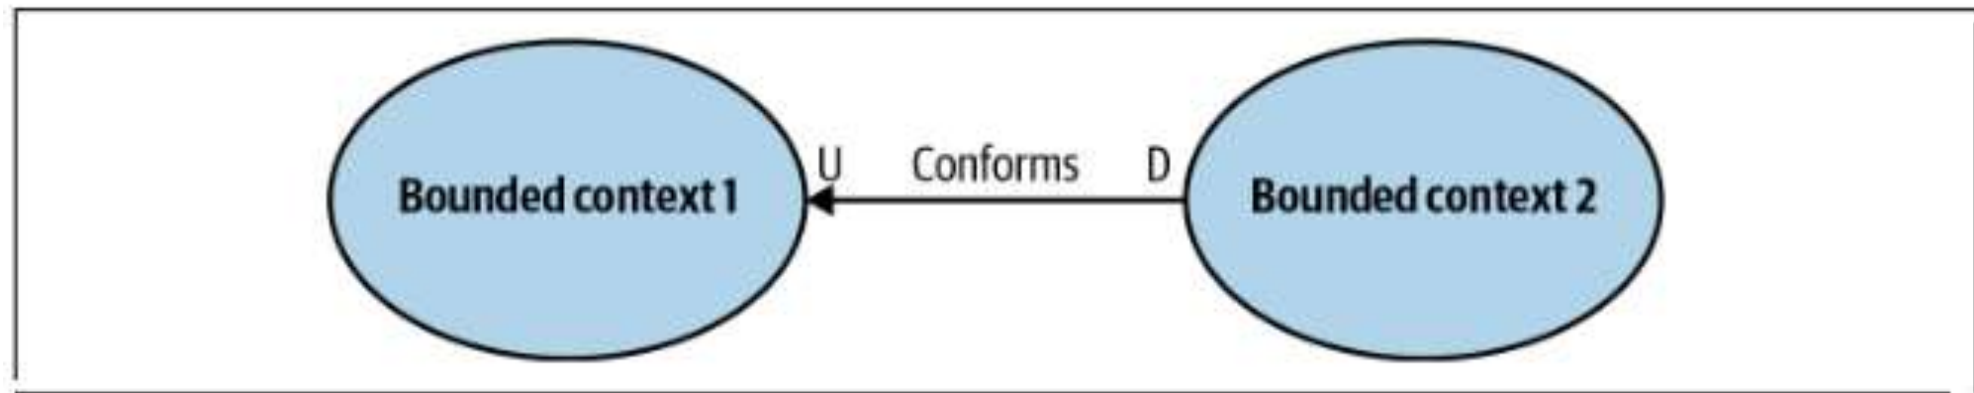 Bounded context 1
U Conforms D
Bounded context 2